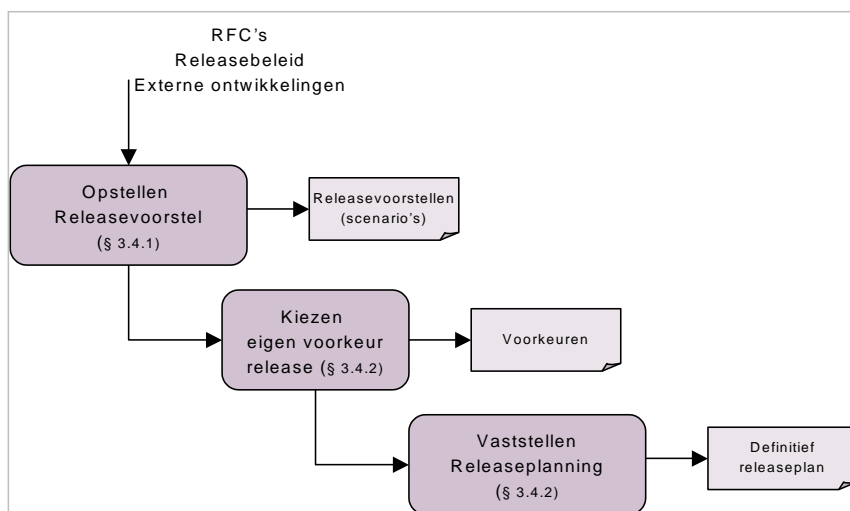 RFC's
Releasebeleid
Externe ontwikkelingen
Opstellen
Releasevoorstel
(§ 3.4.1)
Releasevoorstellen
(scenario's)
Kiezen
eigen voorkeur
release (§ 3.4.2)
Voorkeuren
Vaststellen
Releaseplanning
(§ 3.4.2)
Definitief
releaseplan